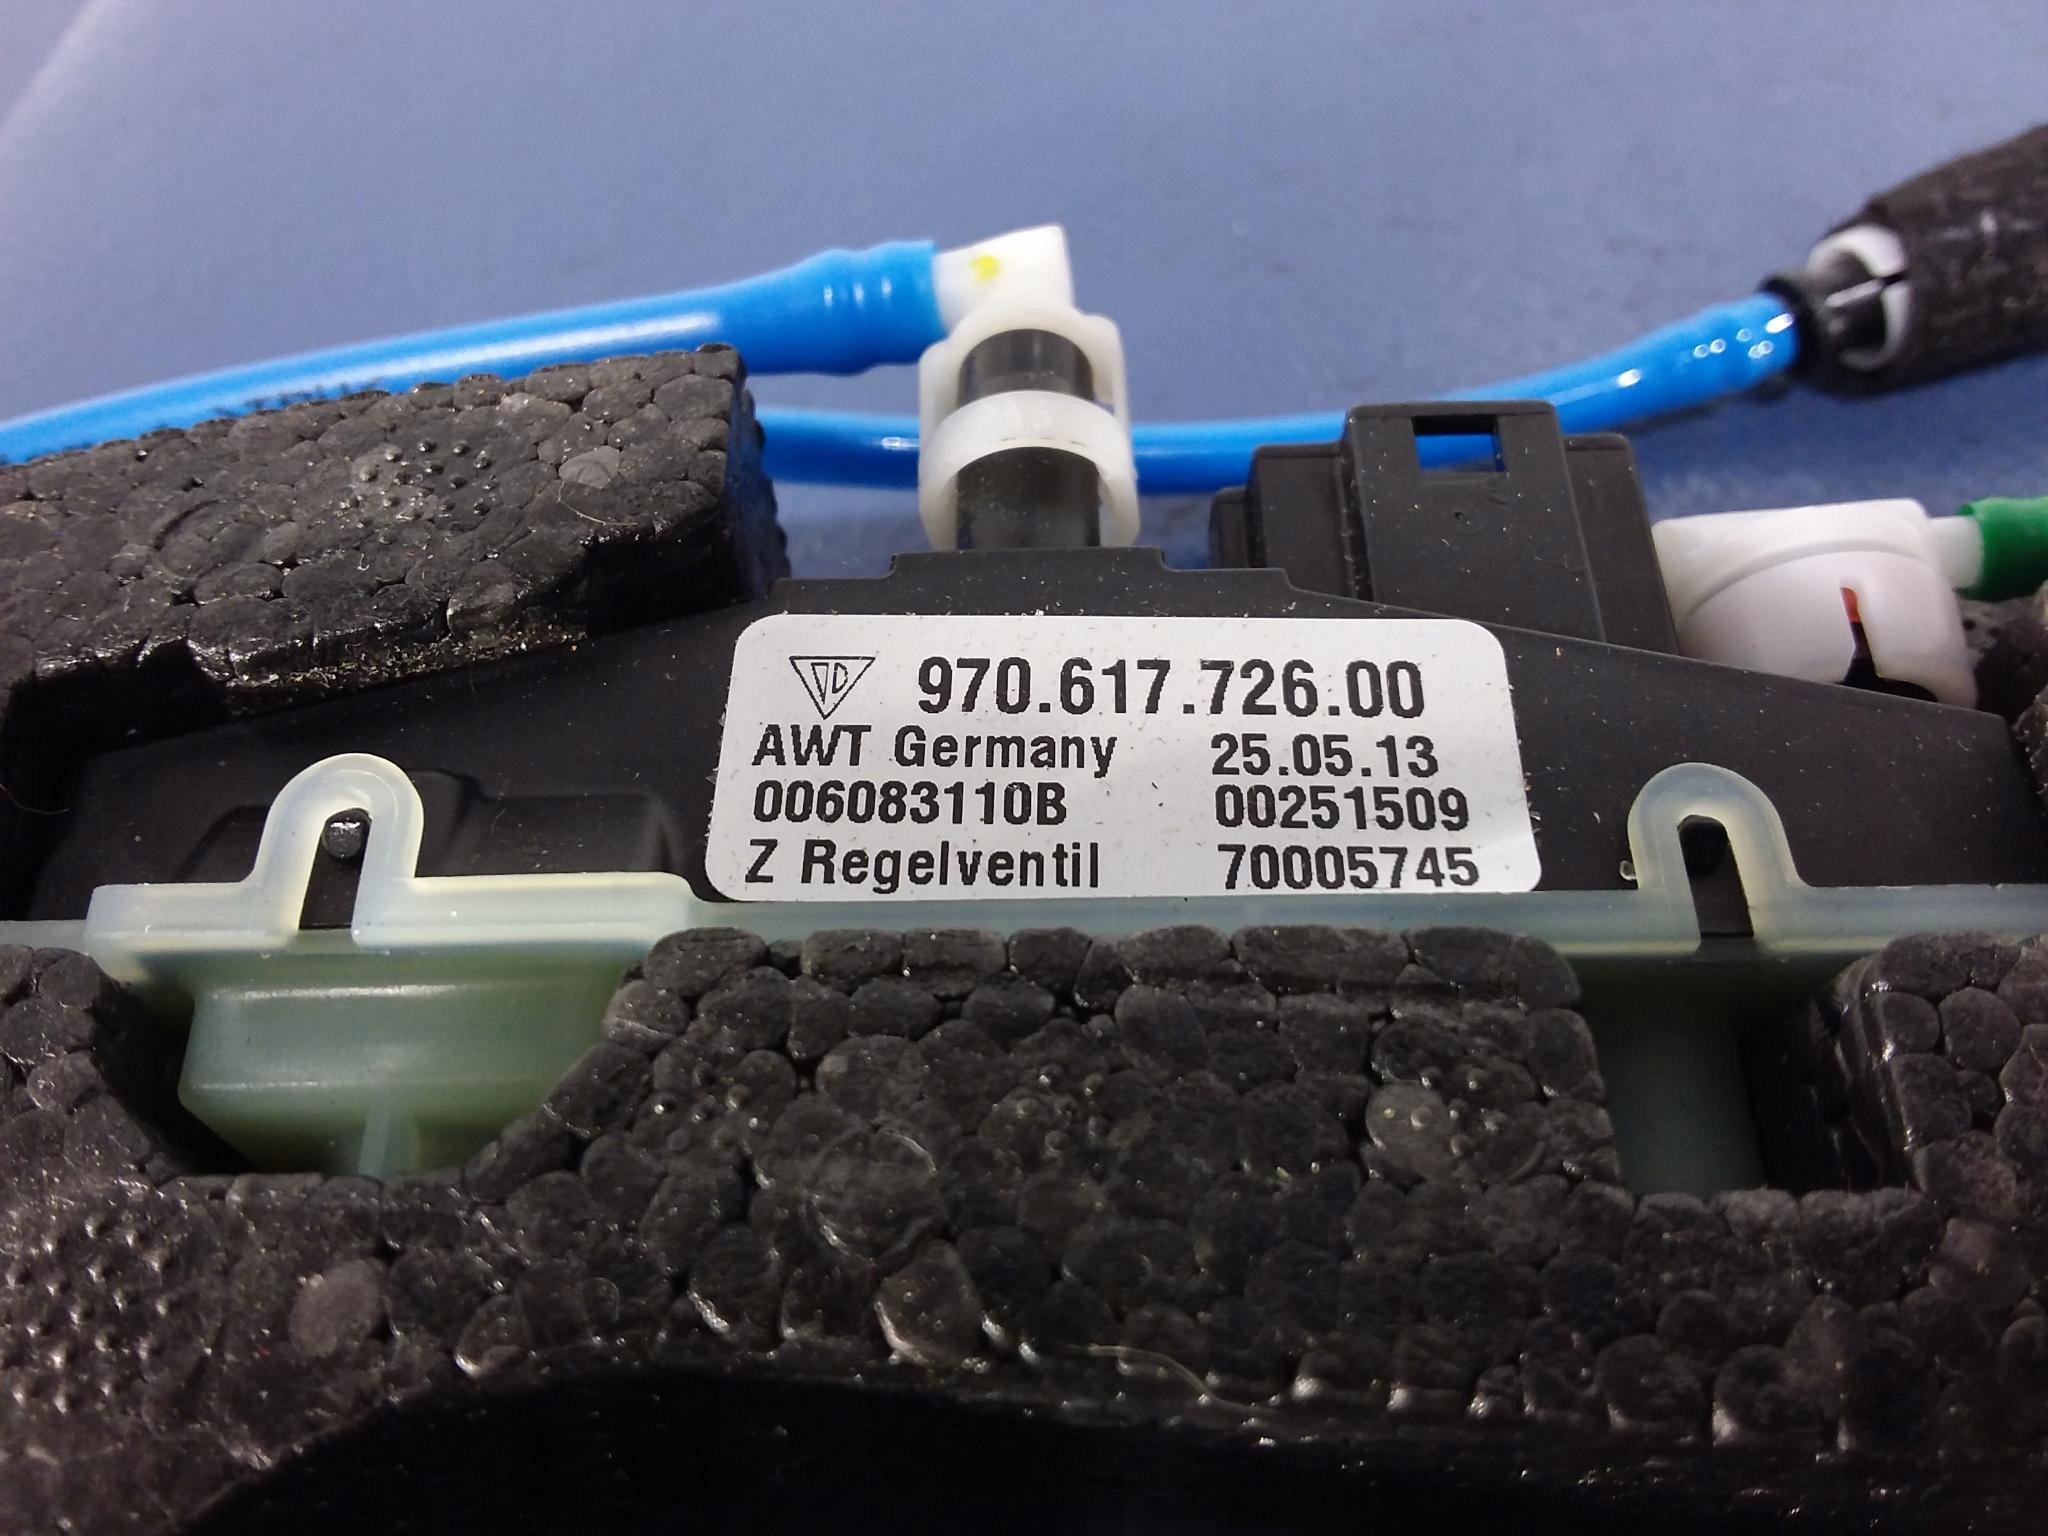 970.617.726.00
AWT Germany 25.05.13
006083110B 00251509
Z Regelventil 70005745